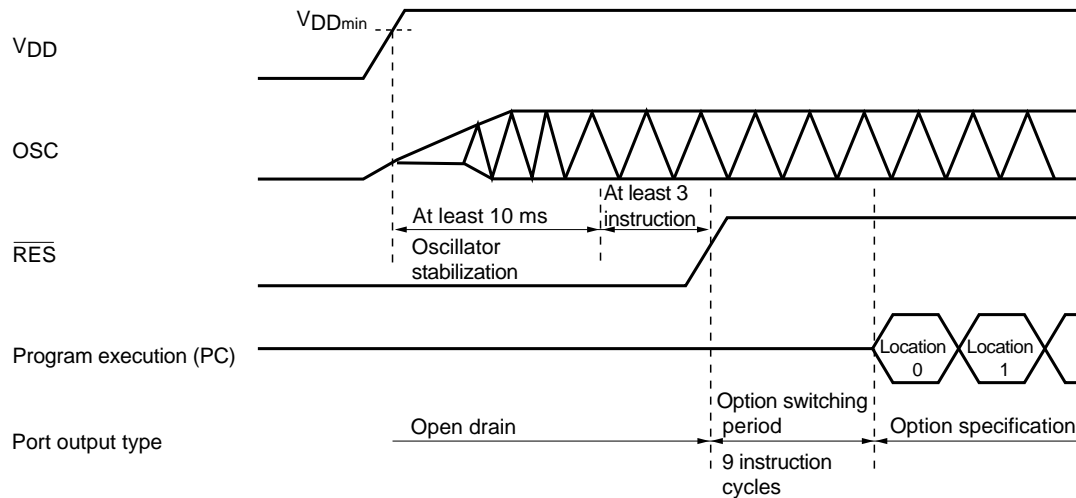 VDDmin
VDD
OSC
At least 3
instruction
At least 10 ms
Oscillator
stabilization
RES
Program execution (PC)
Location
0
Location
1
Option switching
period
Port output type
Open drain
Option specification
9 instruction
cycles